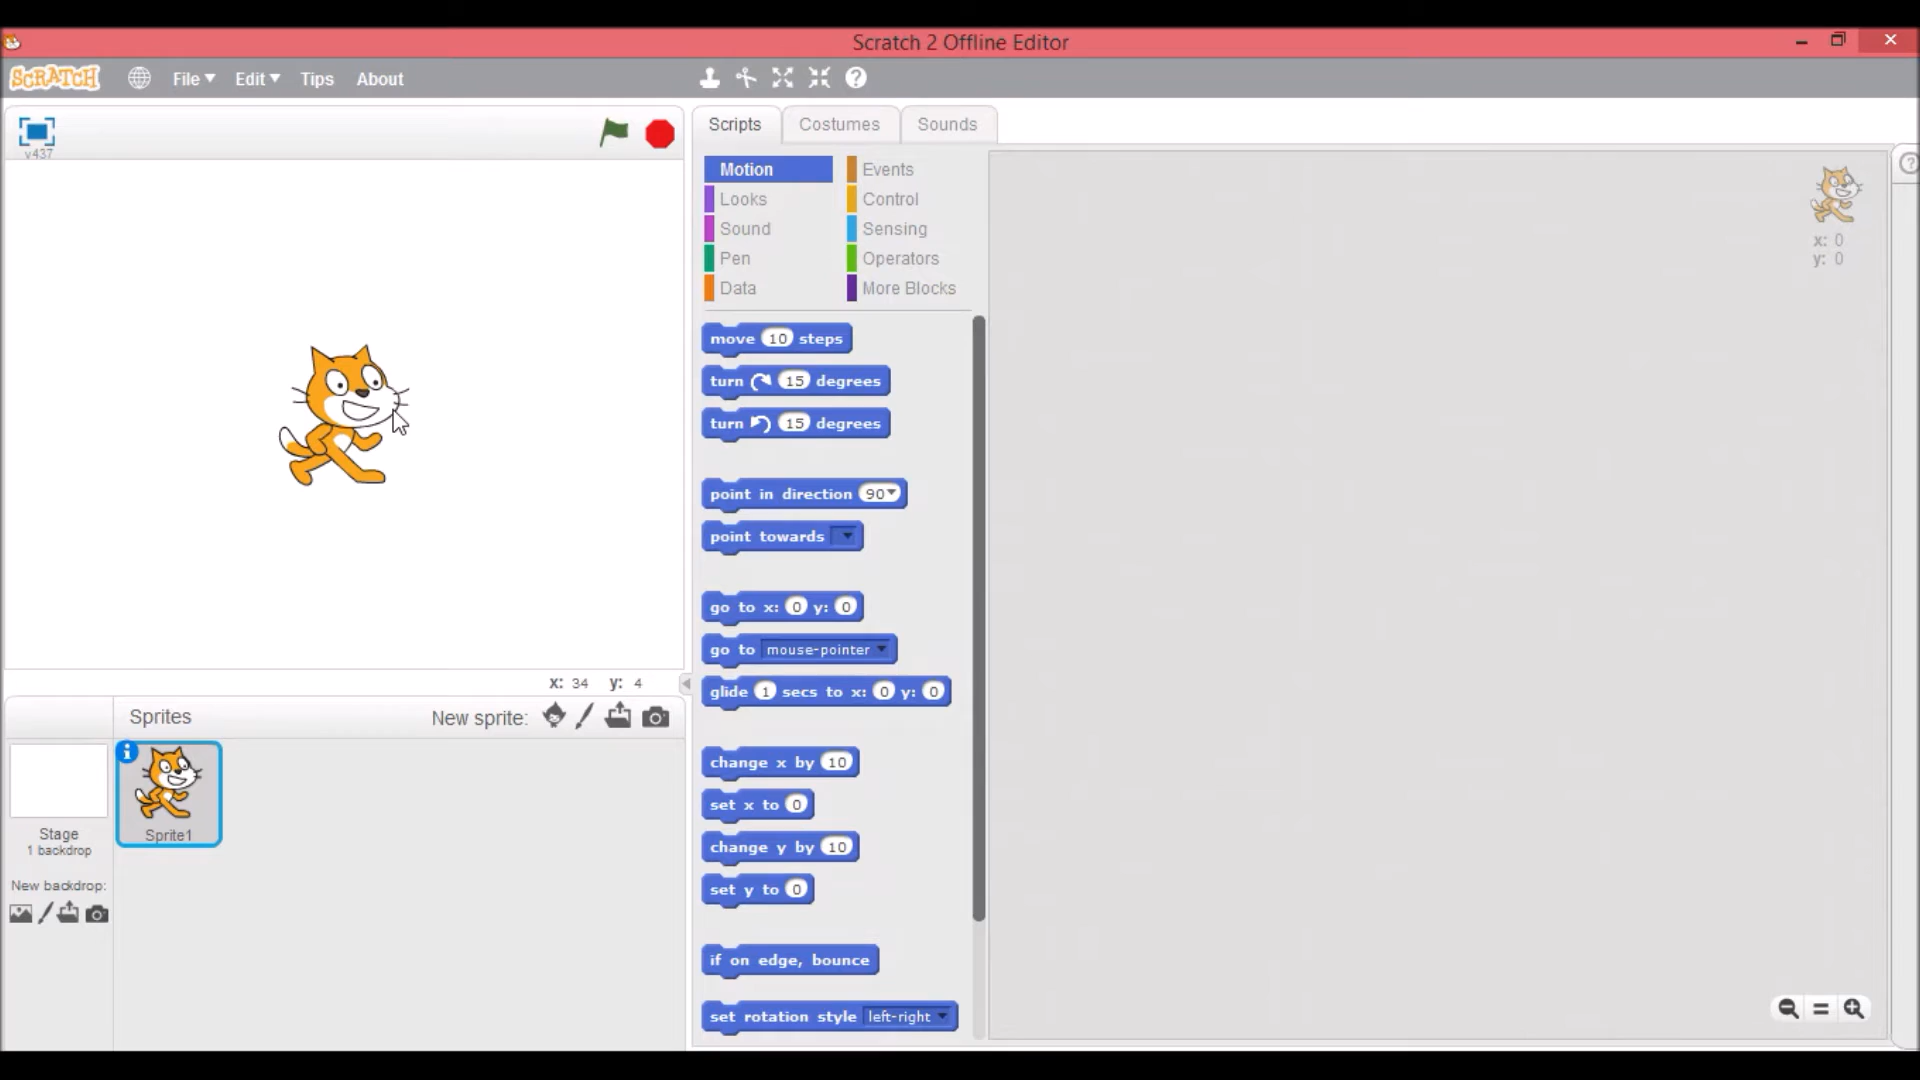 Scratch 2 Offline Editor
SCRATCH File Edit Tips About
v437
Scripts Costumes Sounds
Motion Events
Looks Control
Sound Sensing
Pen Operators
Data More Blocks
x: 0
y: 0
move 10 steps
turn 15 degrees
turn 15 degrees
point in direction 90
point towards
go to x: 0 y: 0
go to mouse-pointer
glide 1 secs to x: 0 y: 0
change x by 10
set x to 0
change y by 10
set y to 0
if on edge, bounce
set rotation style left-right
x: 34 y: 4
Sprites New sprite:
Sprite1
Stage
1 backdrop
New backdrop: